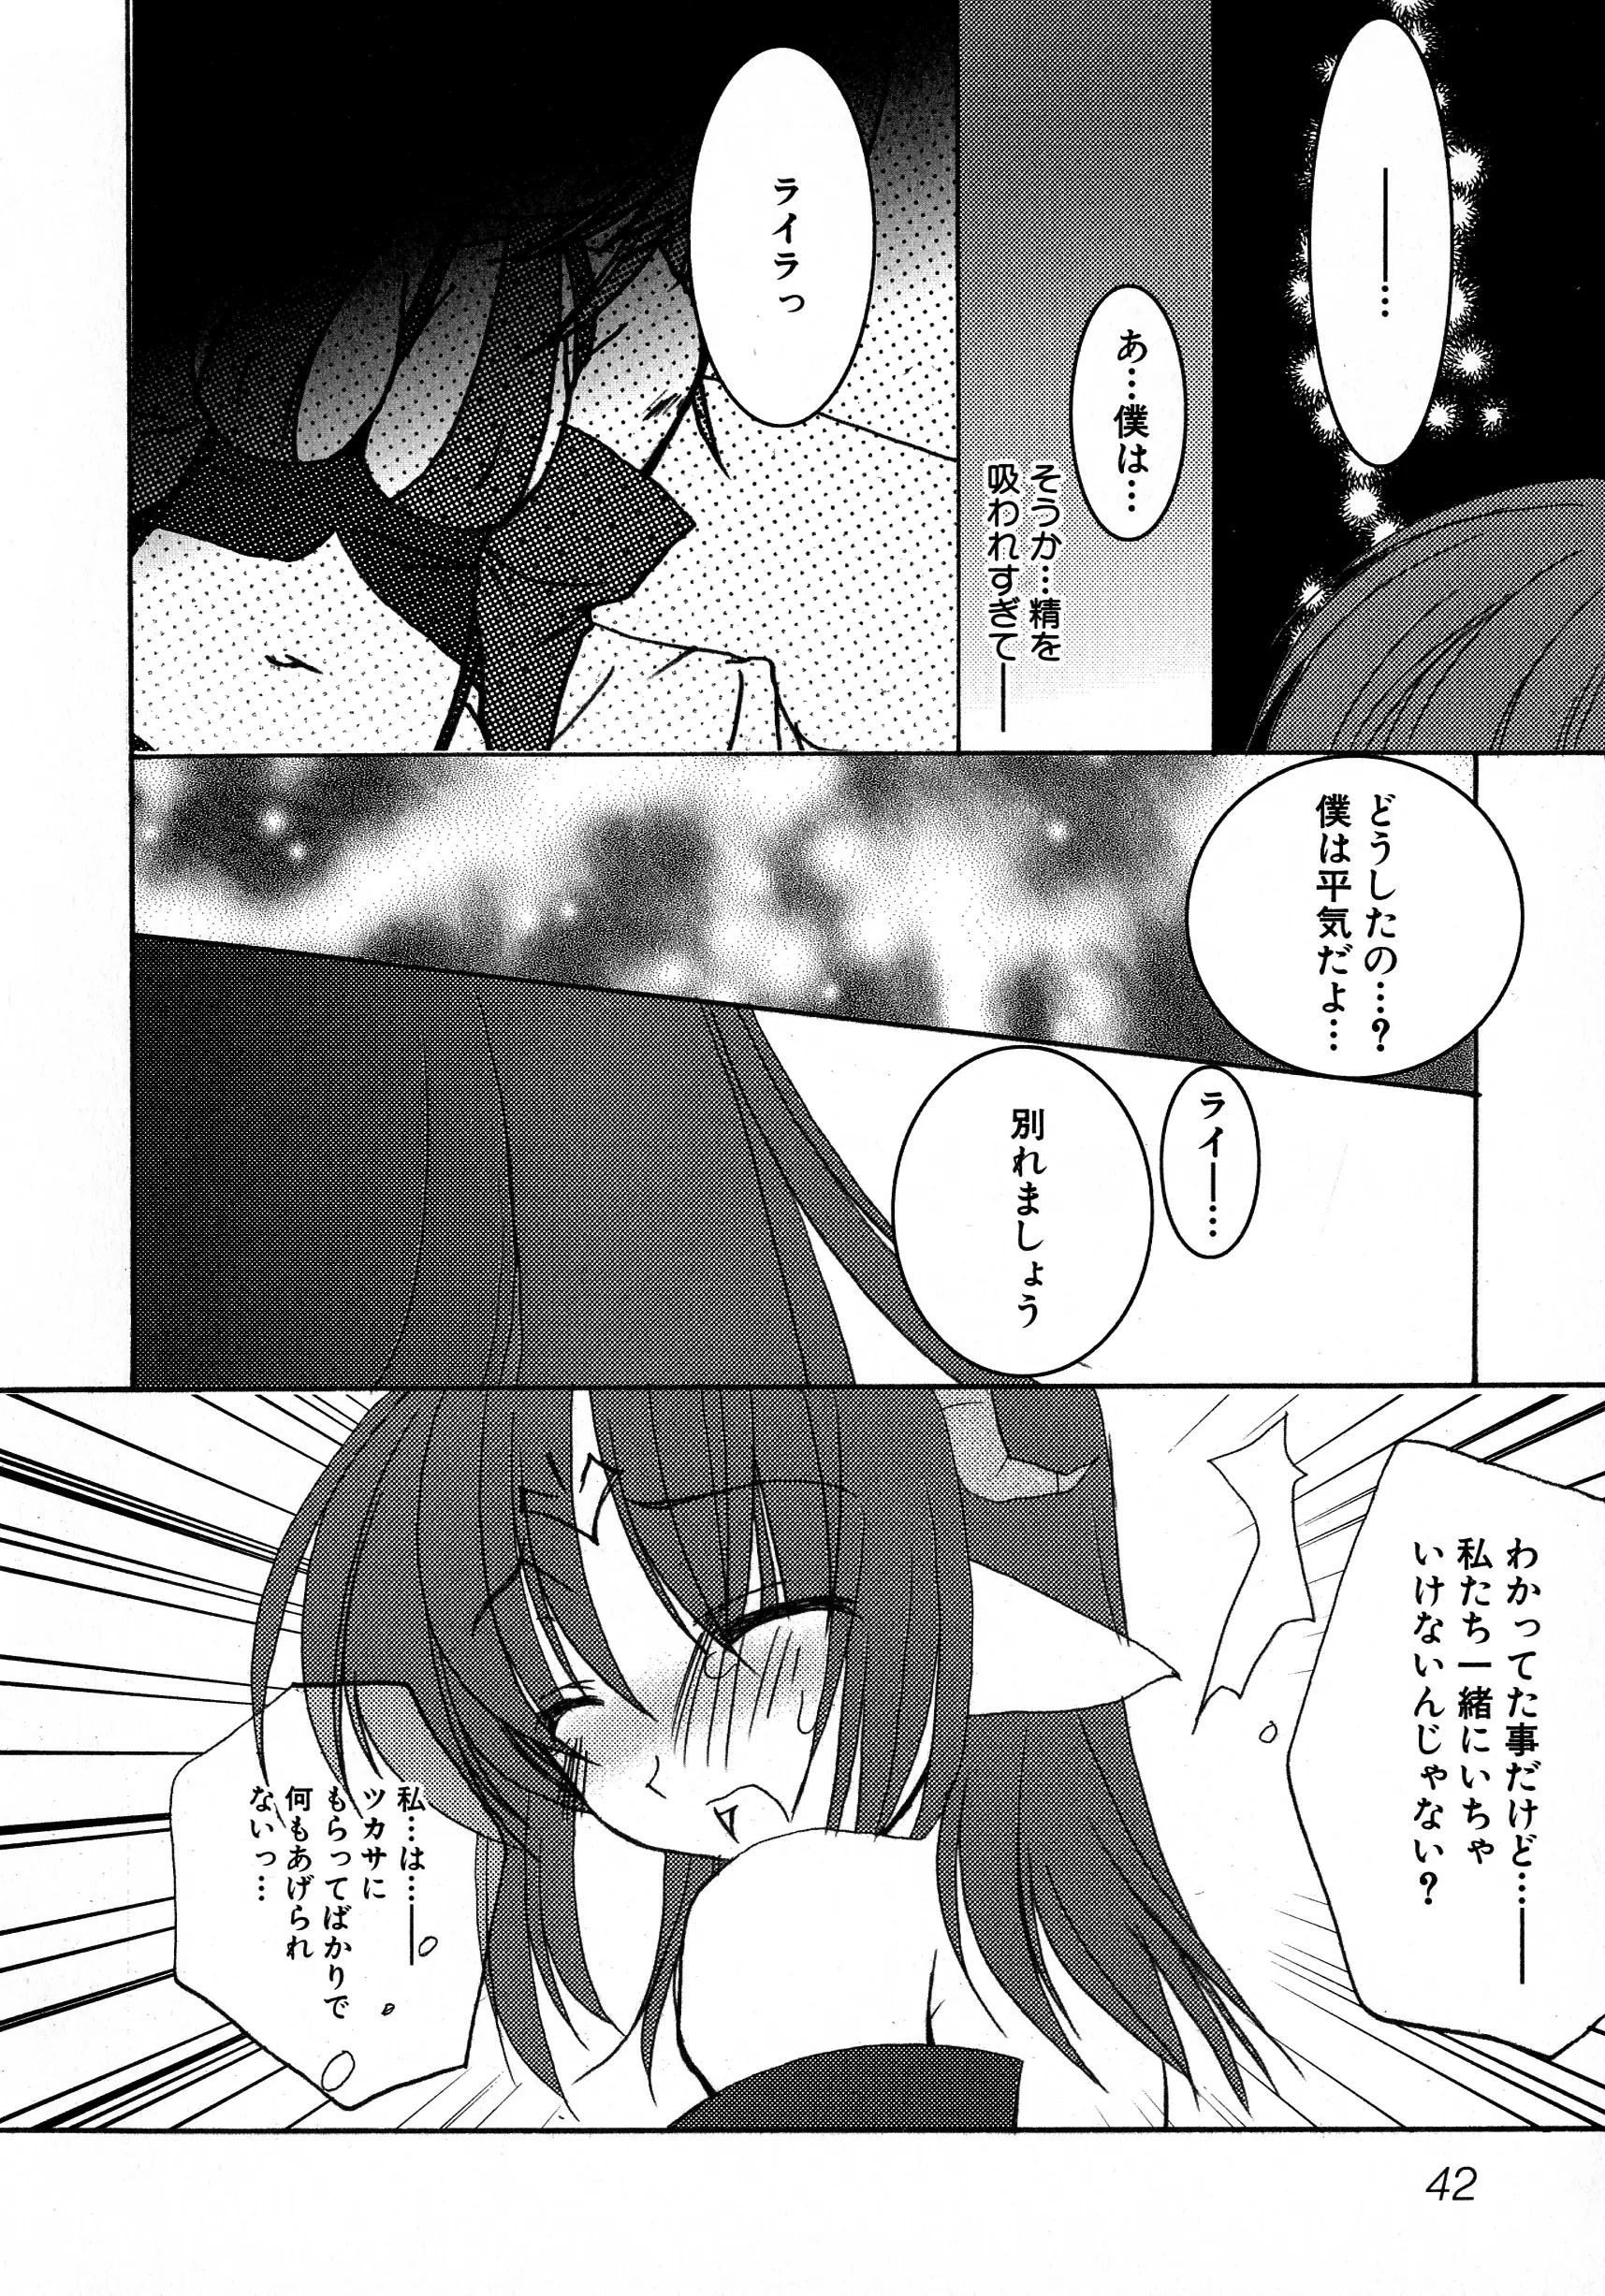 ――…
あ…僕は…
そうか…精を
吸われすぎて――
ライラっ
どうしたの…？
僕は平気だよ…
ライ――…
別れましょう
わかってた事だけど…――
私たち一緒にいちゃ
いけないんじゃない？
私…は…――
ツカサに
もらってばかりで
何もあげられ
ないっ…
42